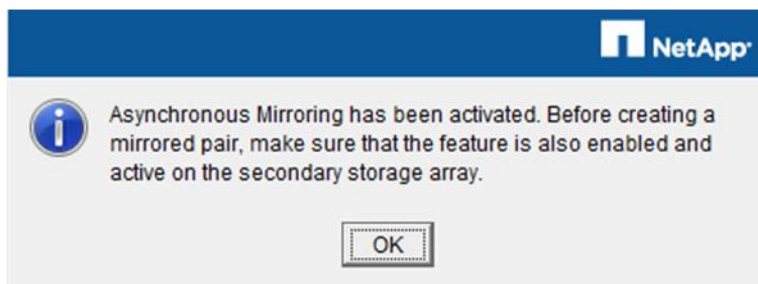 NetApp
Asynchronous Mirroring has been activated. Before creating a
mirrored pair, make sure that the feature is also enabled and
active on the secondary storage array.
OK